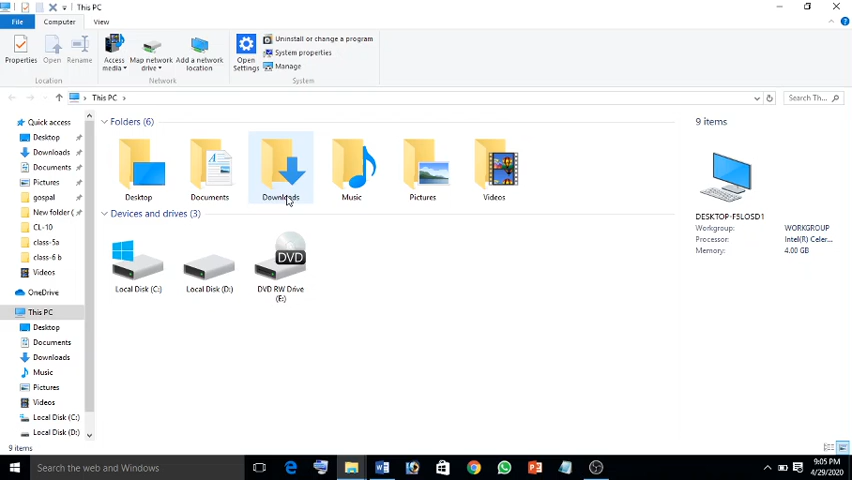 This PC
File Computer View
Properties Open Rename Access media Map network drive Add a network location Open Settings Uninstall or change a program System properties Manage
Location Network System
This PC Search Th...
Quick access
Desktop
Downloads
Documents
Pictures
gospal
New folder (
CL-10
class-5a
class-6 b
Videos
OneDrive
This PC
Desktop
Documents
Downloads
Music
Pictures
Videos
Local Disk (C:)
Local Disk (D:)
Folders (6)
Desktop Documents Downloads Music Pictures Videos
Devices and drives (3)
DVD
Local Disk (C:) Local Disk (D:) DVD RW Drive (E:)
9 items
DESKTOP-F5LOSD1
Workgroup: WORKGROUP
Processor: Intel(R) Celer...
Memory: 4.00 GB
9 items
Search the web and Windows
9:05 PM
4/29/2020